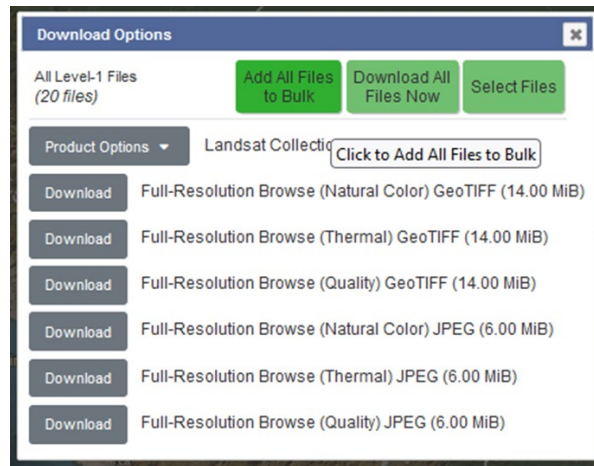 Download Options
All Level-1 Files
(20 files)
Add All Files
to Bulk
Download All
Files Now
Select Files
Product Options
Landsat Collectio
Click to Add All Files to Bulk
Download Full-Resolution Browse (Natural Color) GeoTIFF (14.00 MiB)
Download Full-Resolution Browse (Thermal) GeoTIFF (14.00 MiB)
Download Full-Resolution Browse (Quality) GeoTIFF (14.00 MiB)
Download Full-Resolution Browse (Natural Color) JPEG (6.00 MiB)
Download Full-Resolution Browse (Thermal) JPEG (6.00 MiB)
Download Full-Resolution Browse (Quality) JPEG (6.00 MiB)